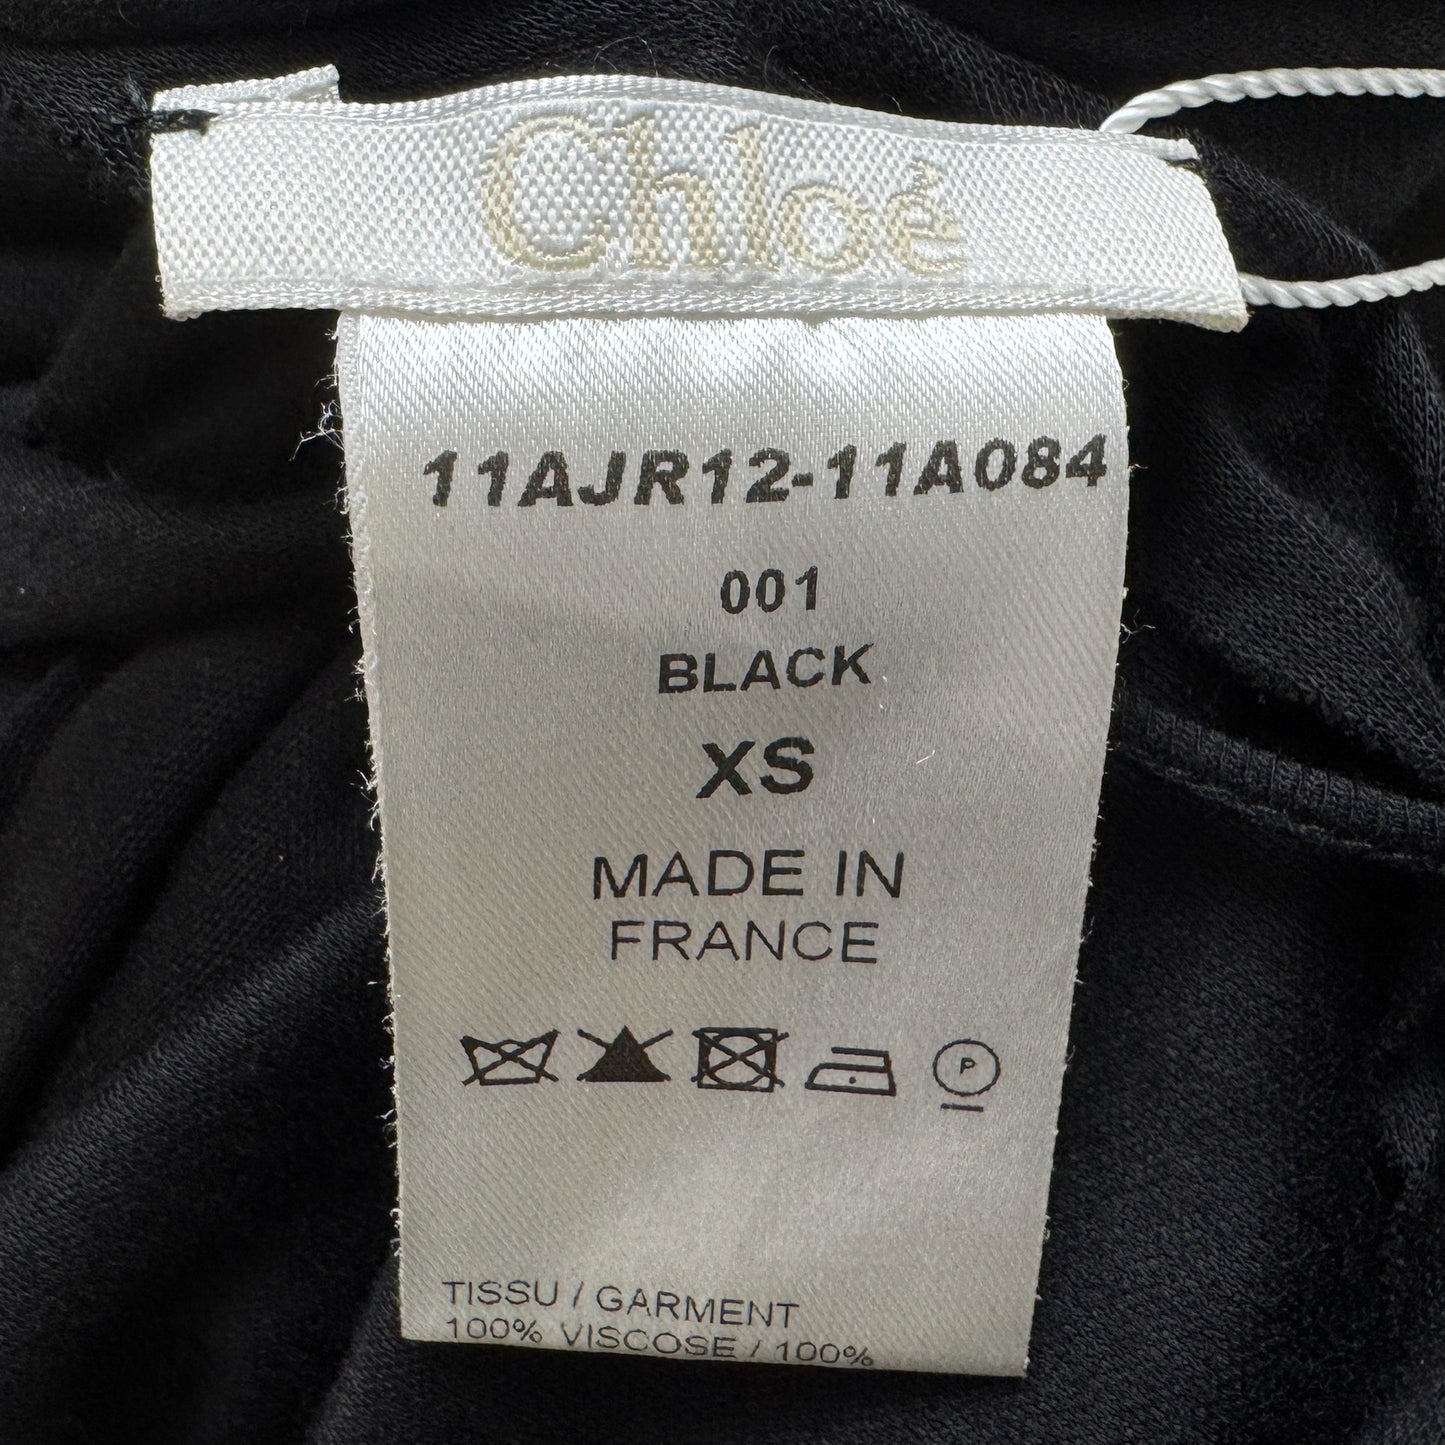 Chloé
11AJR12-11A084
001
BLACK
XS
MADE IN
FRANCE
P
TISSU / GARMENT
100% VISCOSE / 100%